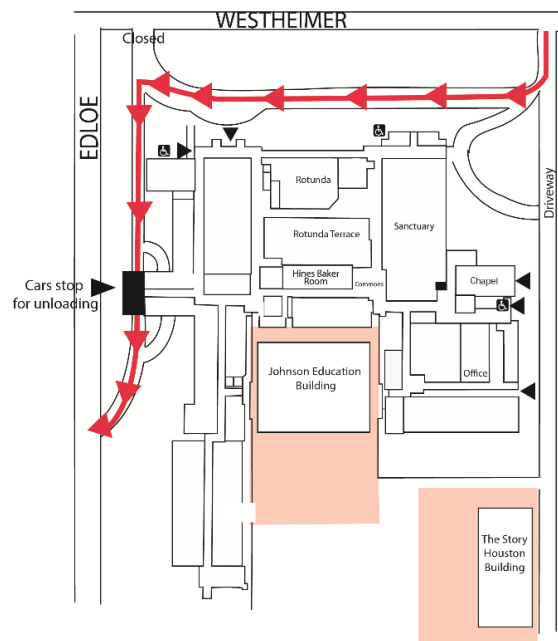 WESTHEIMER
Closed
EDLOE
Driveway
Rotunda
Sanctuary
Rotunda Terrace
Hines Baker
Room
Commons
Chapel
Cars stop
for unloading
Johnson Education
Building
Office
The Story
Houston
Building